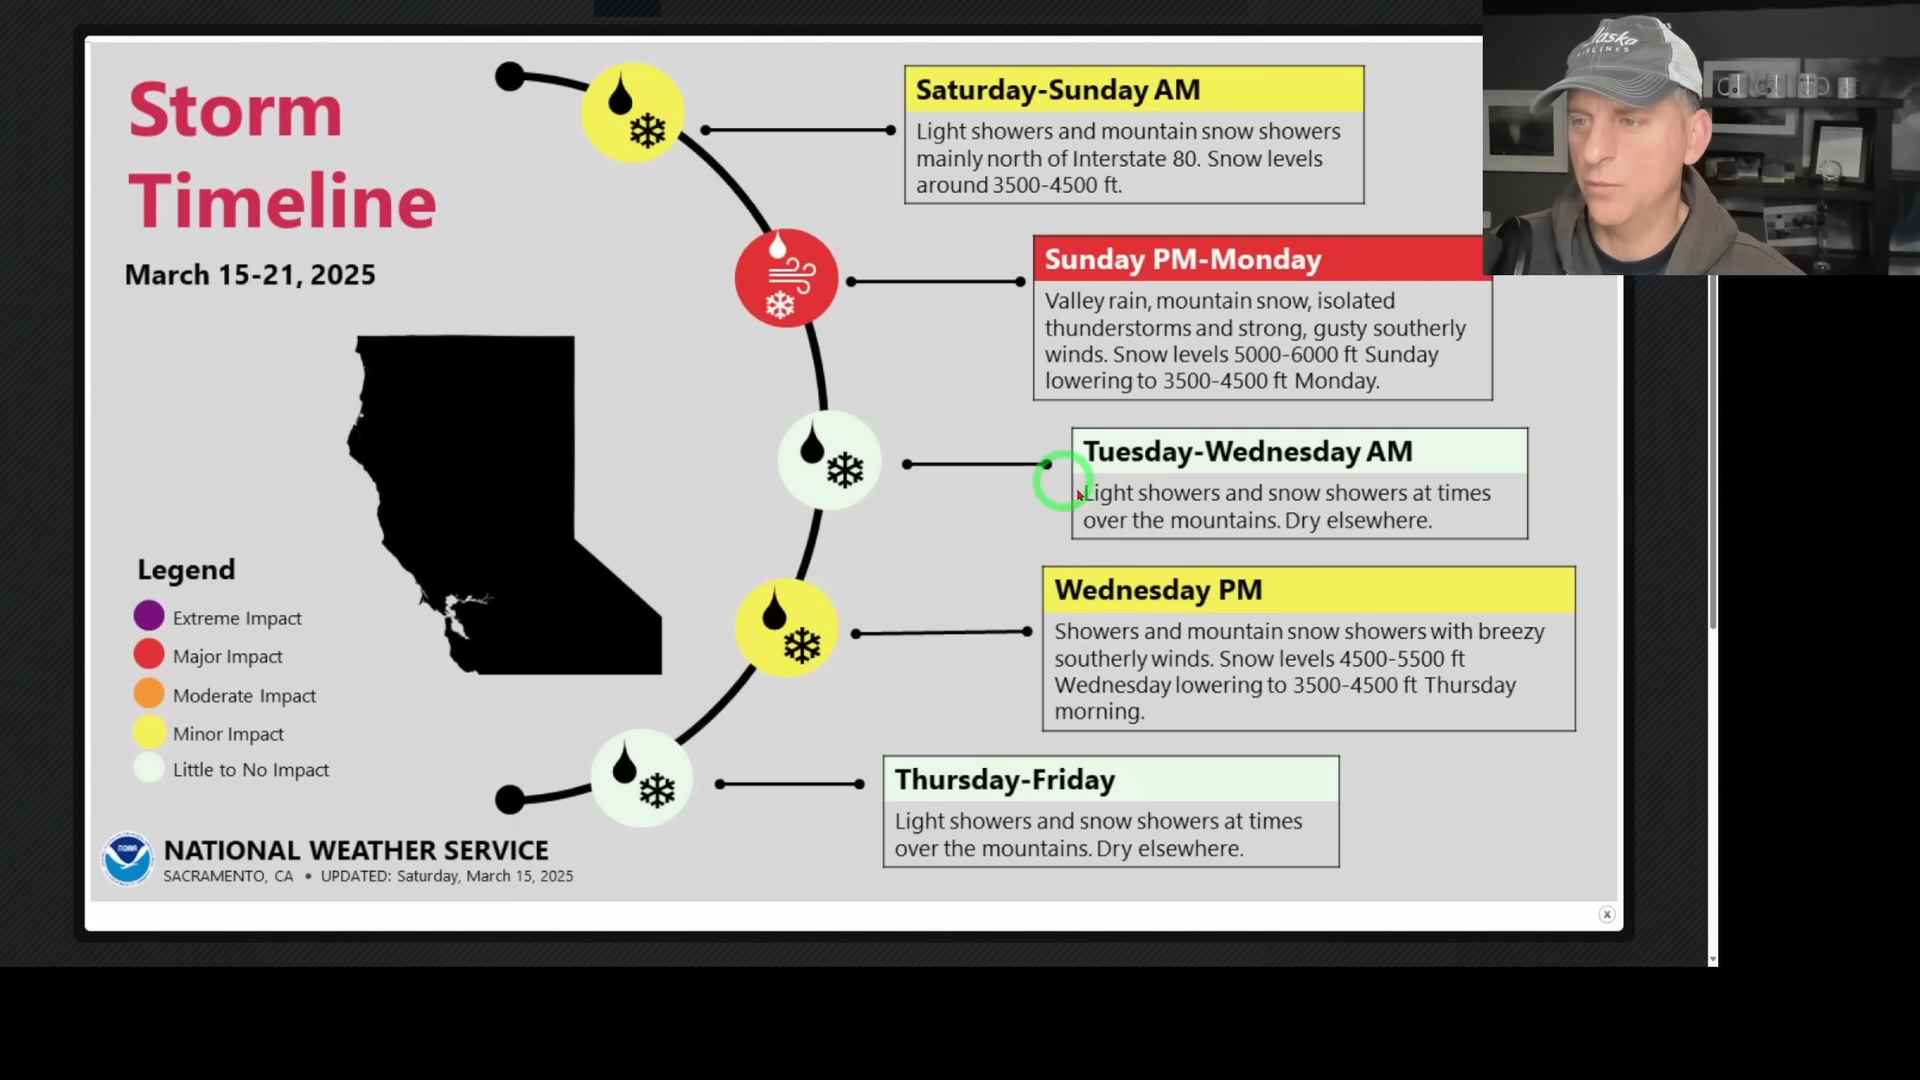 Storm
Timeline
March 15-21, 2025
Saturday-Sunday AM
Light showers and mountain snow showers
mainly north of Interstate 80. Snow levels
around 3500-4500 ft.
Sunday PM-Monday
Valley rain, mountain snow, isolated
thunderstorms and strong, gusty southerly
winds. Snow levels 5000-6000 ft Sunday
lowering to 3500-4500 ft Monday.
Tuesday-Wednesday AM
Light showers and snow showers at times
over the mountains. Dry elsewhere.
Wednesday PM
Showers and mountain snow showers with breezy
southerly winds. Snow levels 4500-5500 ft
Wednesday lowering to 3500-4500 ft Thursday
morning.
Thursday-Friday
Light showers and snow showers at times
over the mountains. Dry elsewhere.
Legend
Extreme Impact
Major Impact
Moderate Impact
Minor Impact
Little to No Impact
NOAA
NATIONAL WEATHER SERVICE
SACRAMENTO, CA • UPDATED: Saturday, March 15, 2025
Alaska
AIRLINES
X